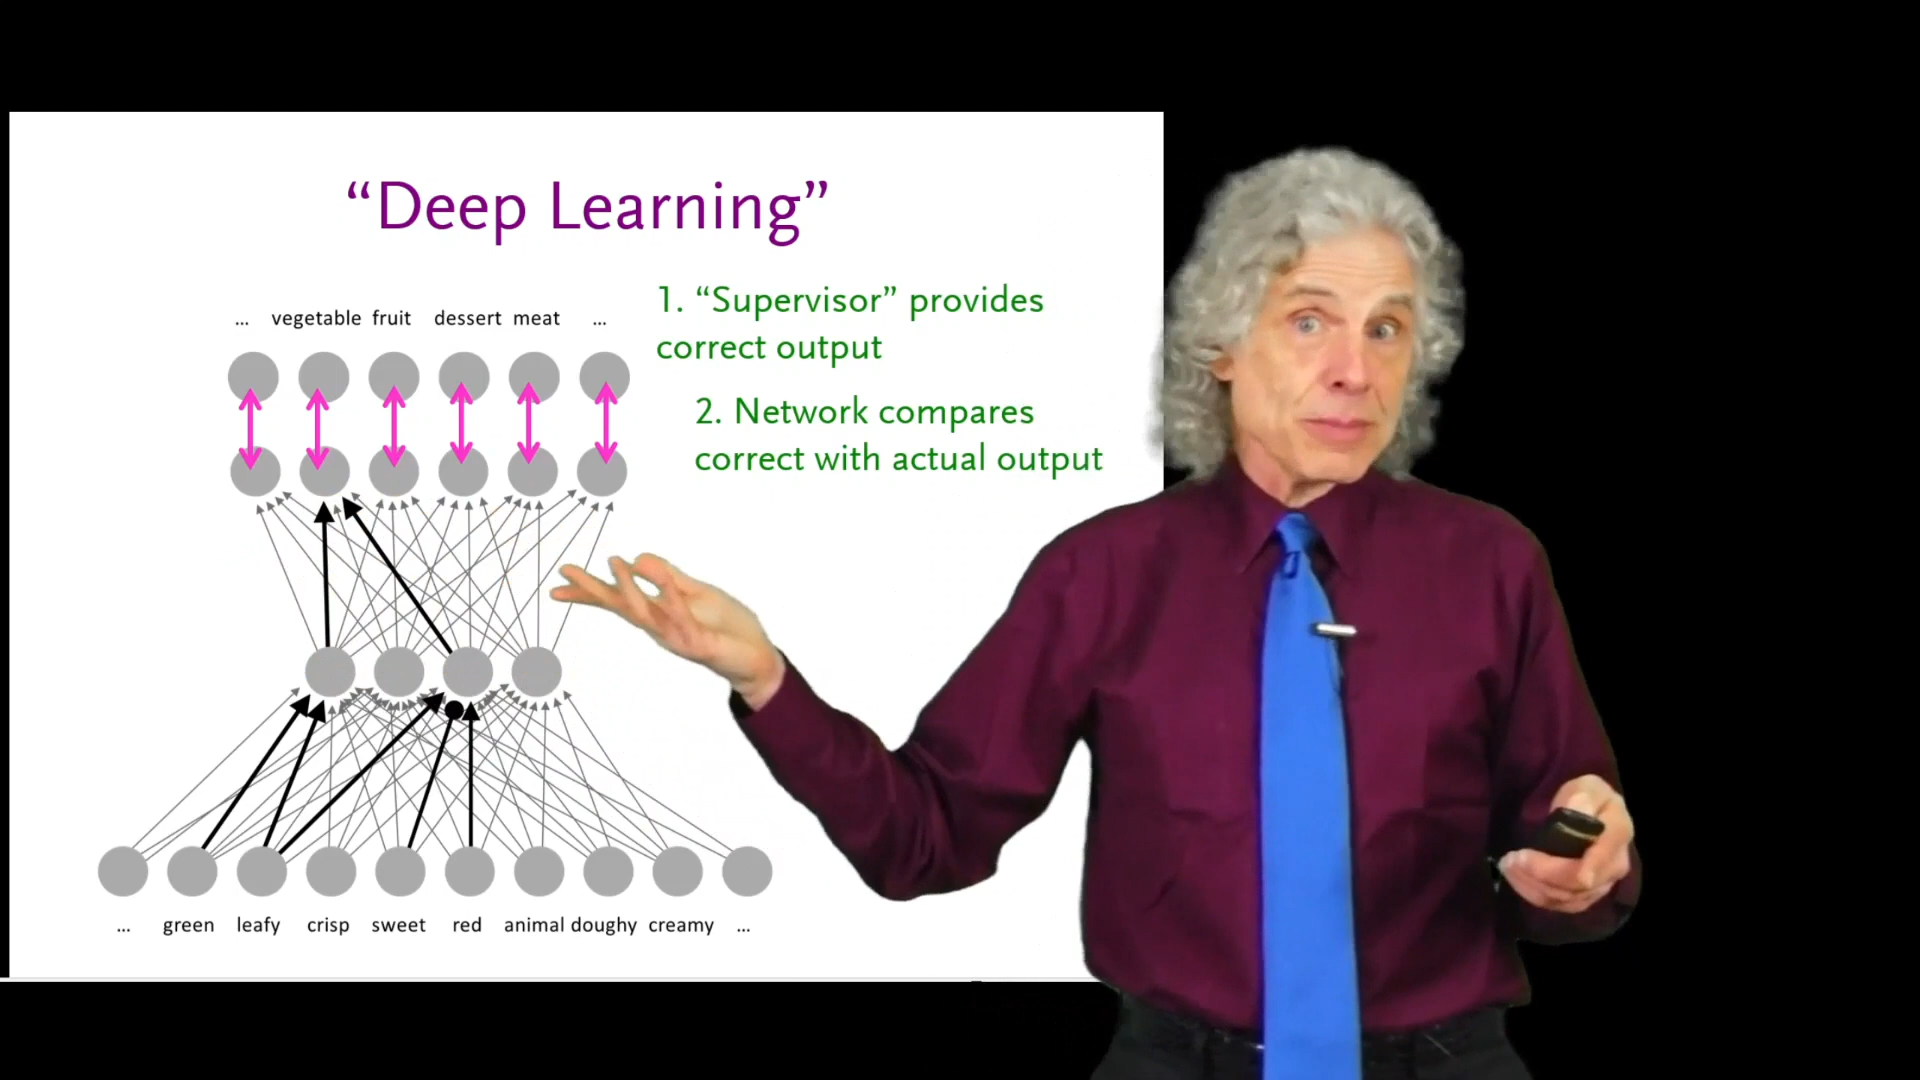 “Deep Learning”
1. “Supervisor” provides
correct output
2. Network compares
correct with actual output
... vegetable fruit dessert meat ...
... green leafy crisp sweet red animal doughy creamy ...